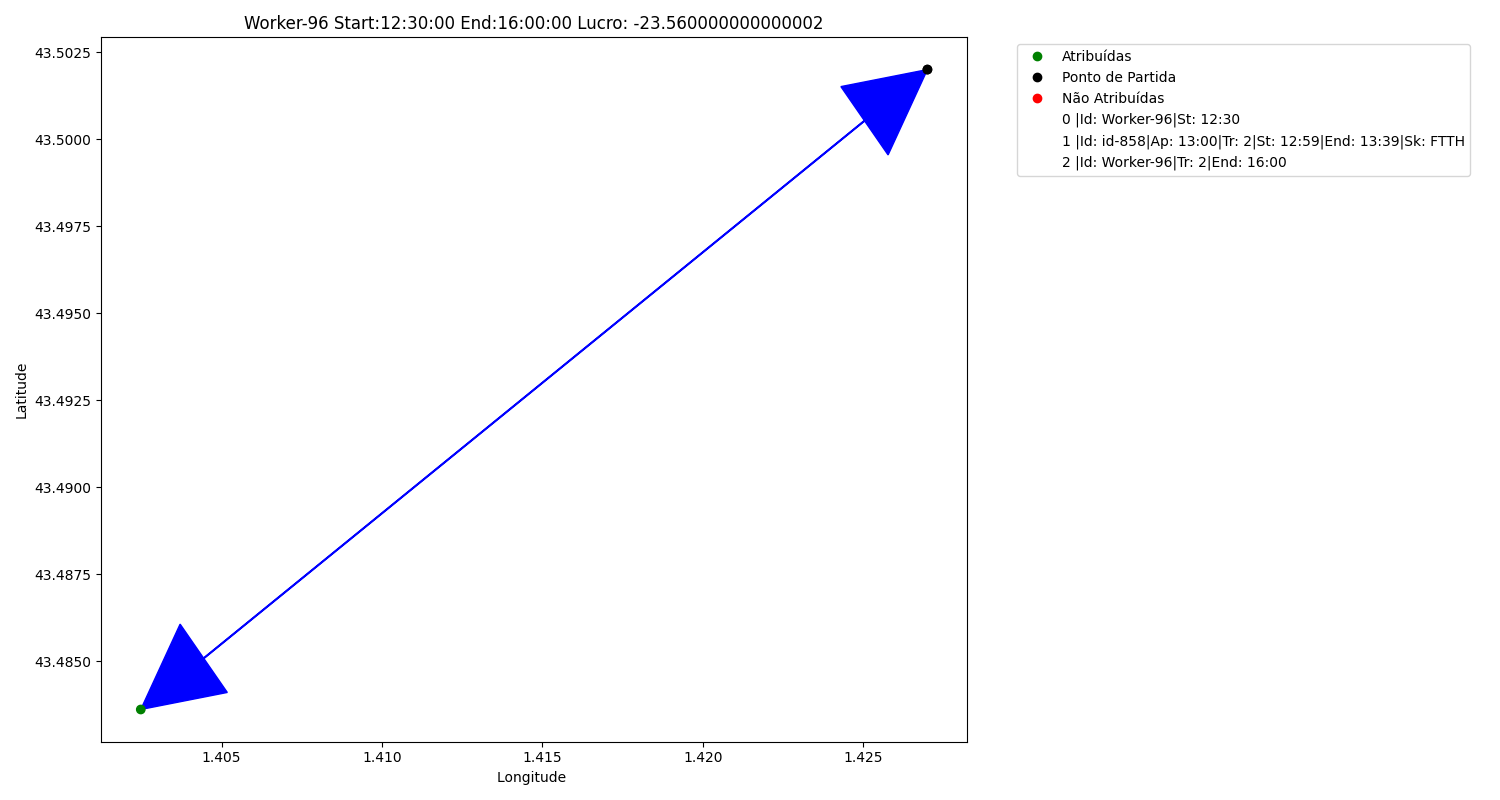 Worker-96 Start:12:30:00 End:16:00:00 Lucro: -23.560000000000002
43.5025
43.5000
43.4975
43.4950
43.4925
43.4900
43.4875
43.4850
Latitude
1.405
1.410
1.415
1.420
1.425
Longitude
Atribuídas
Ponto de Partida
Não Atribuídas
0 |Id: Worker-96|St: 12:30
1 |Id: id-858|Ap: 13:00|Tr: 2|St: 12:59|End: 13:39|Sk: FTTH
2 |Id: Worker-96|Tr: 2|End: 16:00